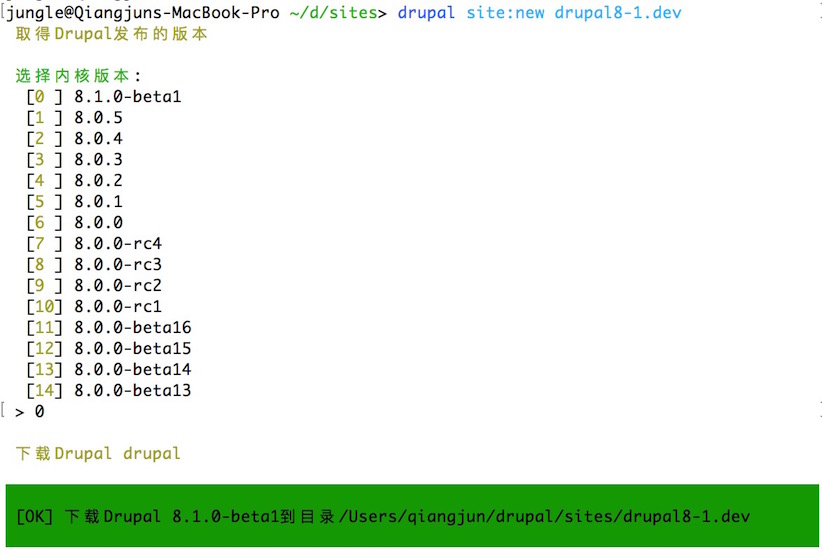 [jungle@Qiangjuns-MacBook-Pro ~/d/sites> drupal site:new drupal8-1.dev
取得Drupal发布的版本
选择内核版本:
[0 ] 8.1.0-beta1
[1 ] 8.0.5
[2 ] 8.0.4
[3 ] 8.0.3
[4 ] 8.0.2
[5 ] 8.0.1
[6 ] 8.0.0
[7 ] 8.0.0-rc4
[8 ] 8.0.0-rc3
[9 ] 8.0.0-rc2
[10] 8.0.0-rc1
[11] 8.0.0-beta16
[12] 8.0.0-beta15
[13] 8.0.0-beta14
[14] 8.0.0-beta13
[ > 0 ]
下载Drupal drupal
[OK] 下载Drupal 8.1.0-beta1到目录/Users/qiangjun/drupal/sites/drupal8-1.dev